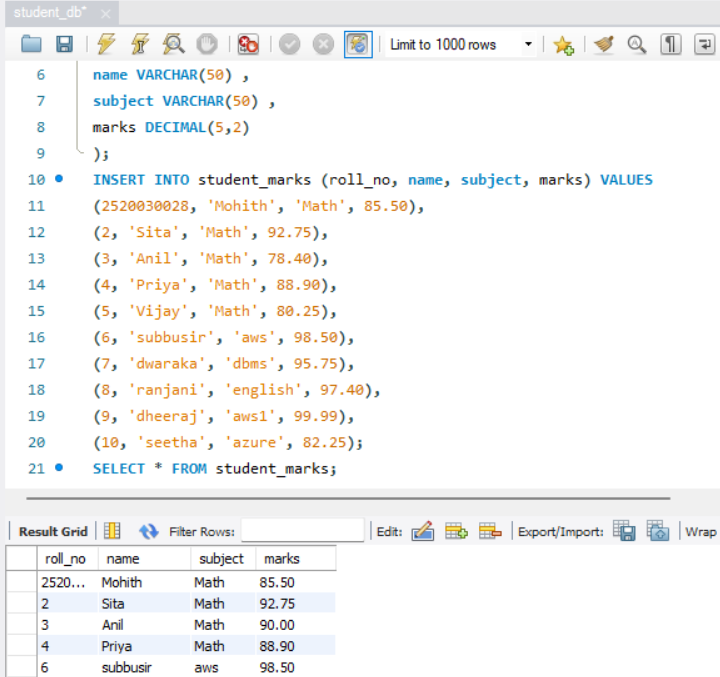 student_db* ×
Limit to 1000 rows
6 name VARCHAR(50) ,
7 subject VARCHAR(50) ,
8 marks DECIMAL(5,2)
9 );
10 INSERT INTO student_marks (roll_no, name, subject, marks) VALUES
11 (2520030028, 'Mohith', 'Math', 85.50),
12 (2, 'Sita', 'Math', 92.75),
13 (3, 'Anil', 'Math', 78.40),
14 (4, 'Priya', 'Math', 88.90),
15 (5, 'Vijay', 'Math', 80.25),
16 (6, 'subbusir', 'aws', 98.50),
17 (7, 'dwaraka', 'dbms', 95.75),
18 (8, 'ranjani', 'english', 97.40),
19 (9, 'dheeraj', 'aws1', 99.99),
20 (10, 'seetha', 'azure', 82.25);
21 SELECT * FROM student_marks;
Result Grid Filter Rows: Edit: Export/Import: Wrap
roll_no name subject marks
2520... Mohith Math 85.50
2 Sita Math 92.75
3 Anil Math 90.00
4 Priya Math 88.90
6 subbusir aws 98.50